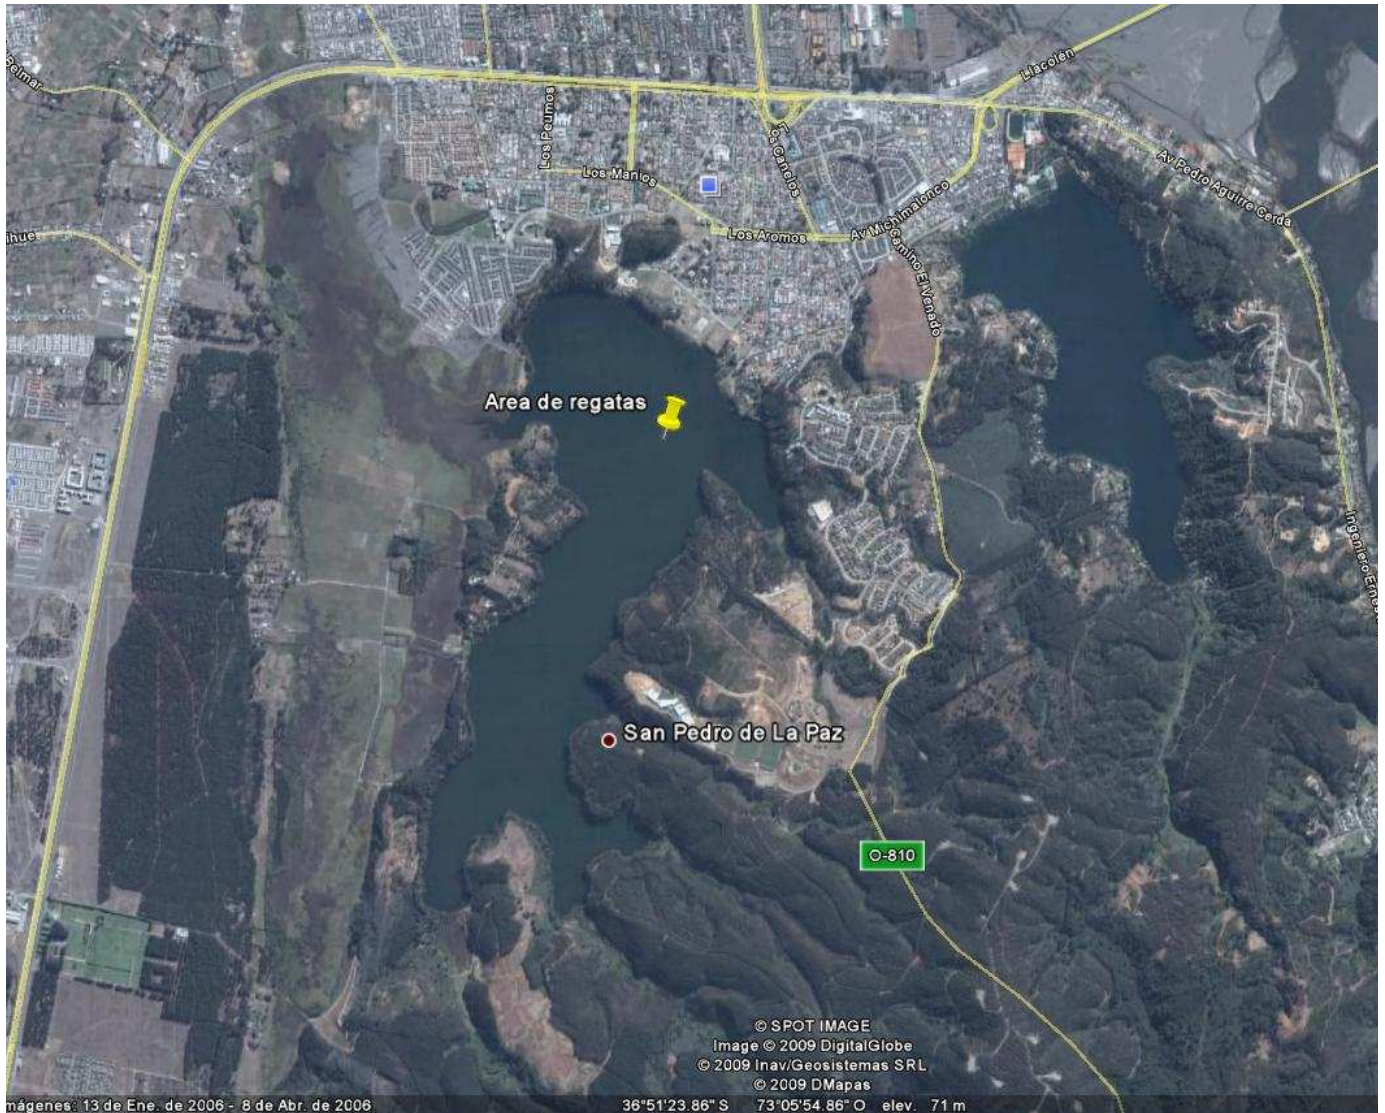 Belmar
Llacolén
Los Peumos
Los Canelos
Av Pedro Aguirre Cerda
Los Manios
Av Michimalonco
ihue
Los Aromos
Camino El Venado
Area de regatas
Ingeniero Ernes
San Pedro de La Paz
O-810
© SPOT IMAGE
Image © 2009 DigitalGlobe
© 2009 Inav/Geosistemas SRL
© 2009 DMapas
mágenes: 13 de Ene. de 2006 - 8 de Abr. de 2006 36°51'23.86" S 73°05'54.86" O elev. 71 m